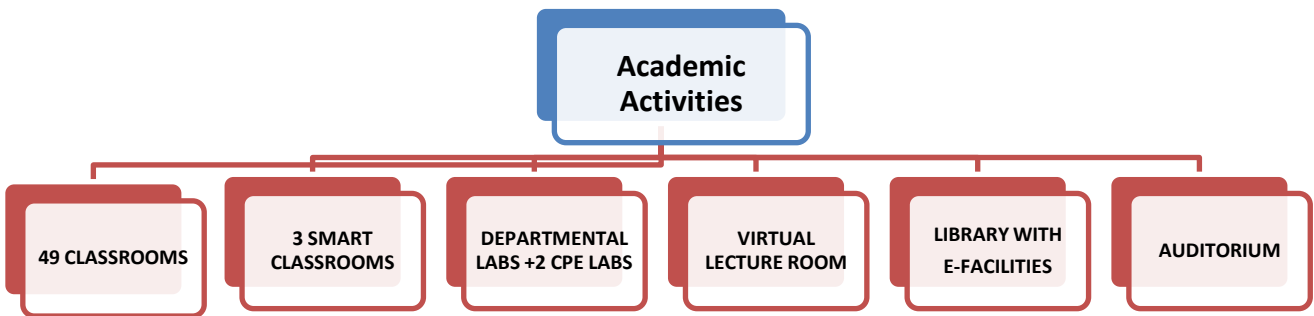 Academic
Activities
49 CLASSROOMS
3 SMART
CLASSROOMS
DEPARTMENTAL
LABS +2 CPE LABS
VIRTUAL
LECTURE ROOM
LIBRARY WITH
E-FACILITIES
AUDITORIUM